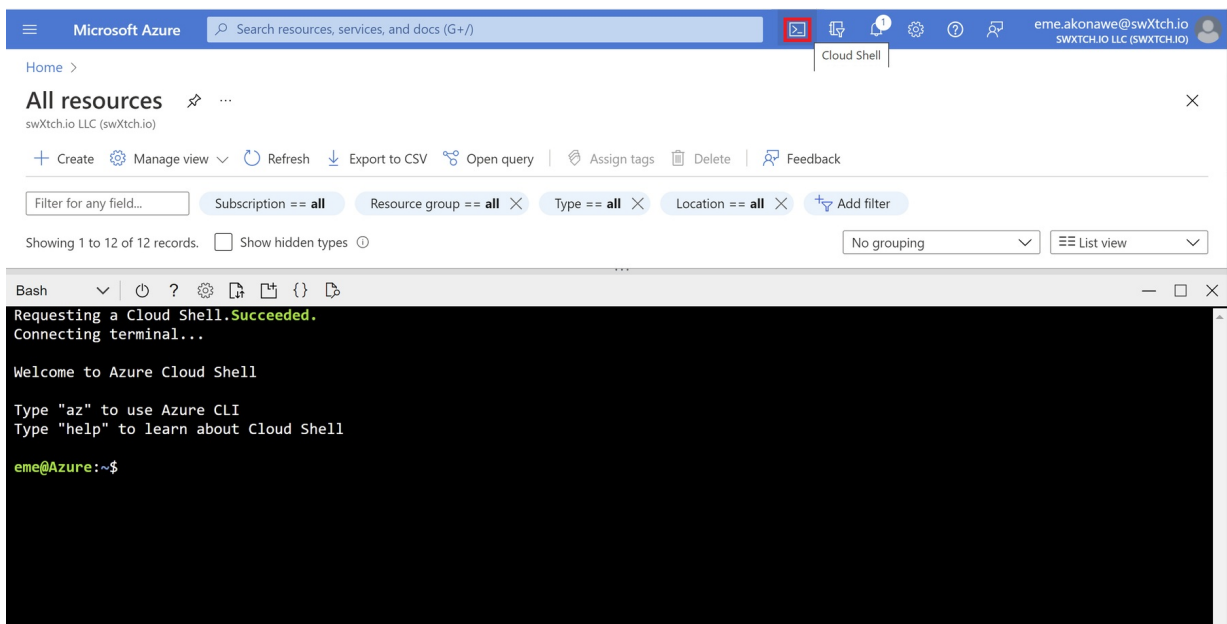 Microsoft Azure
Search resources, services, and docs (G+/)
1
eme.akonawe@swXtch.io
SWXTCH.IO LLC (SWXTCH.IO)
Cloud Shell
Home >
All resources
swXtch.io LLC (swXtch.io)
Create Manage view Refresh Export to CSV Open query Assign tags Delete Feedback
Filter for any field... Subscription == all Resource group == all Type == all Location == all Add filter
Showing 1 to 12 of 12 records. Show hidden types No grouping List view
Bash ? {}
Requesting a Cloud Shell.Succeeded.
Connecting terminal...
Welcome to Azure Cloud Shell
Type "az" to use Azure CLI
Type "help" to learn about Cloud Shell
eme@Azure:~$